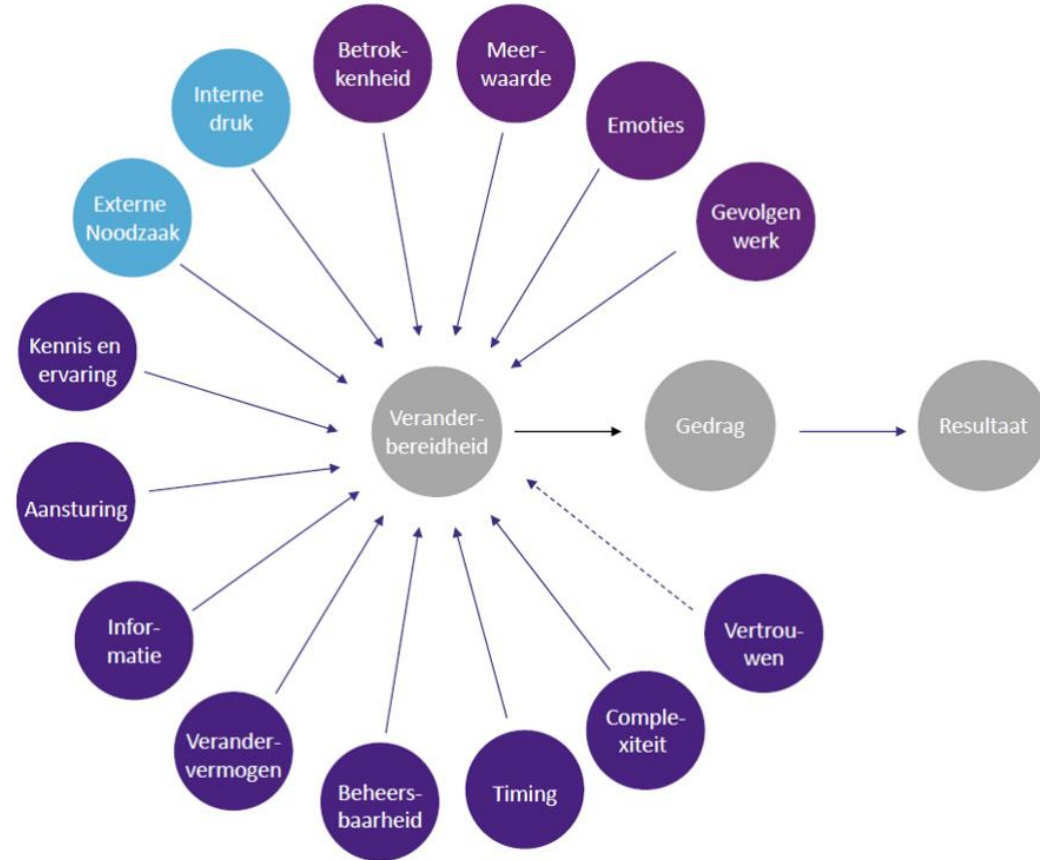 Betrok-
kenheid
Meer-
waarde
Interne
druk
Emoties
Externe
Noodzaak
Gevolgen
werk
Kennis en
ervaring
Verander-
bereidheid
Gedrag
Resultaat
Aansturing
Infor-
matie
Vertrou-
wen
Verander-
vermogen
Comple-
xiteit
Beheers-
baarheid
Timing